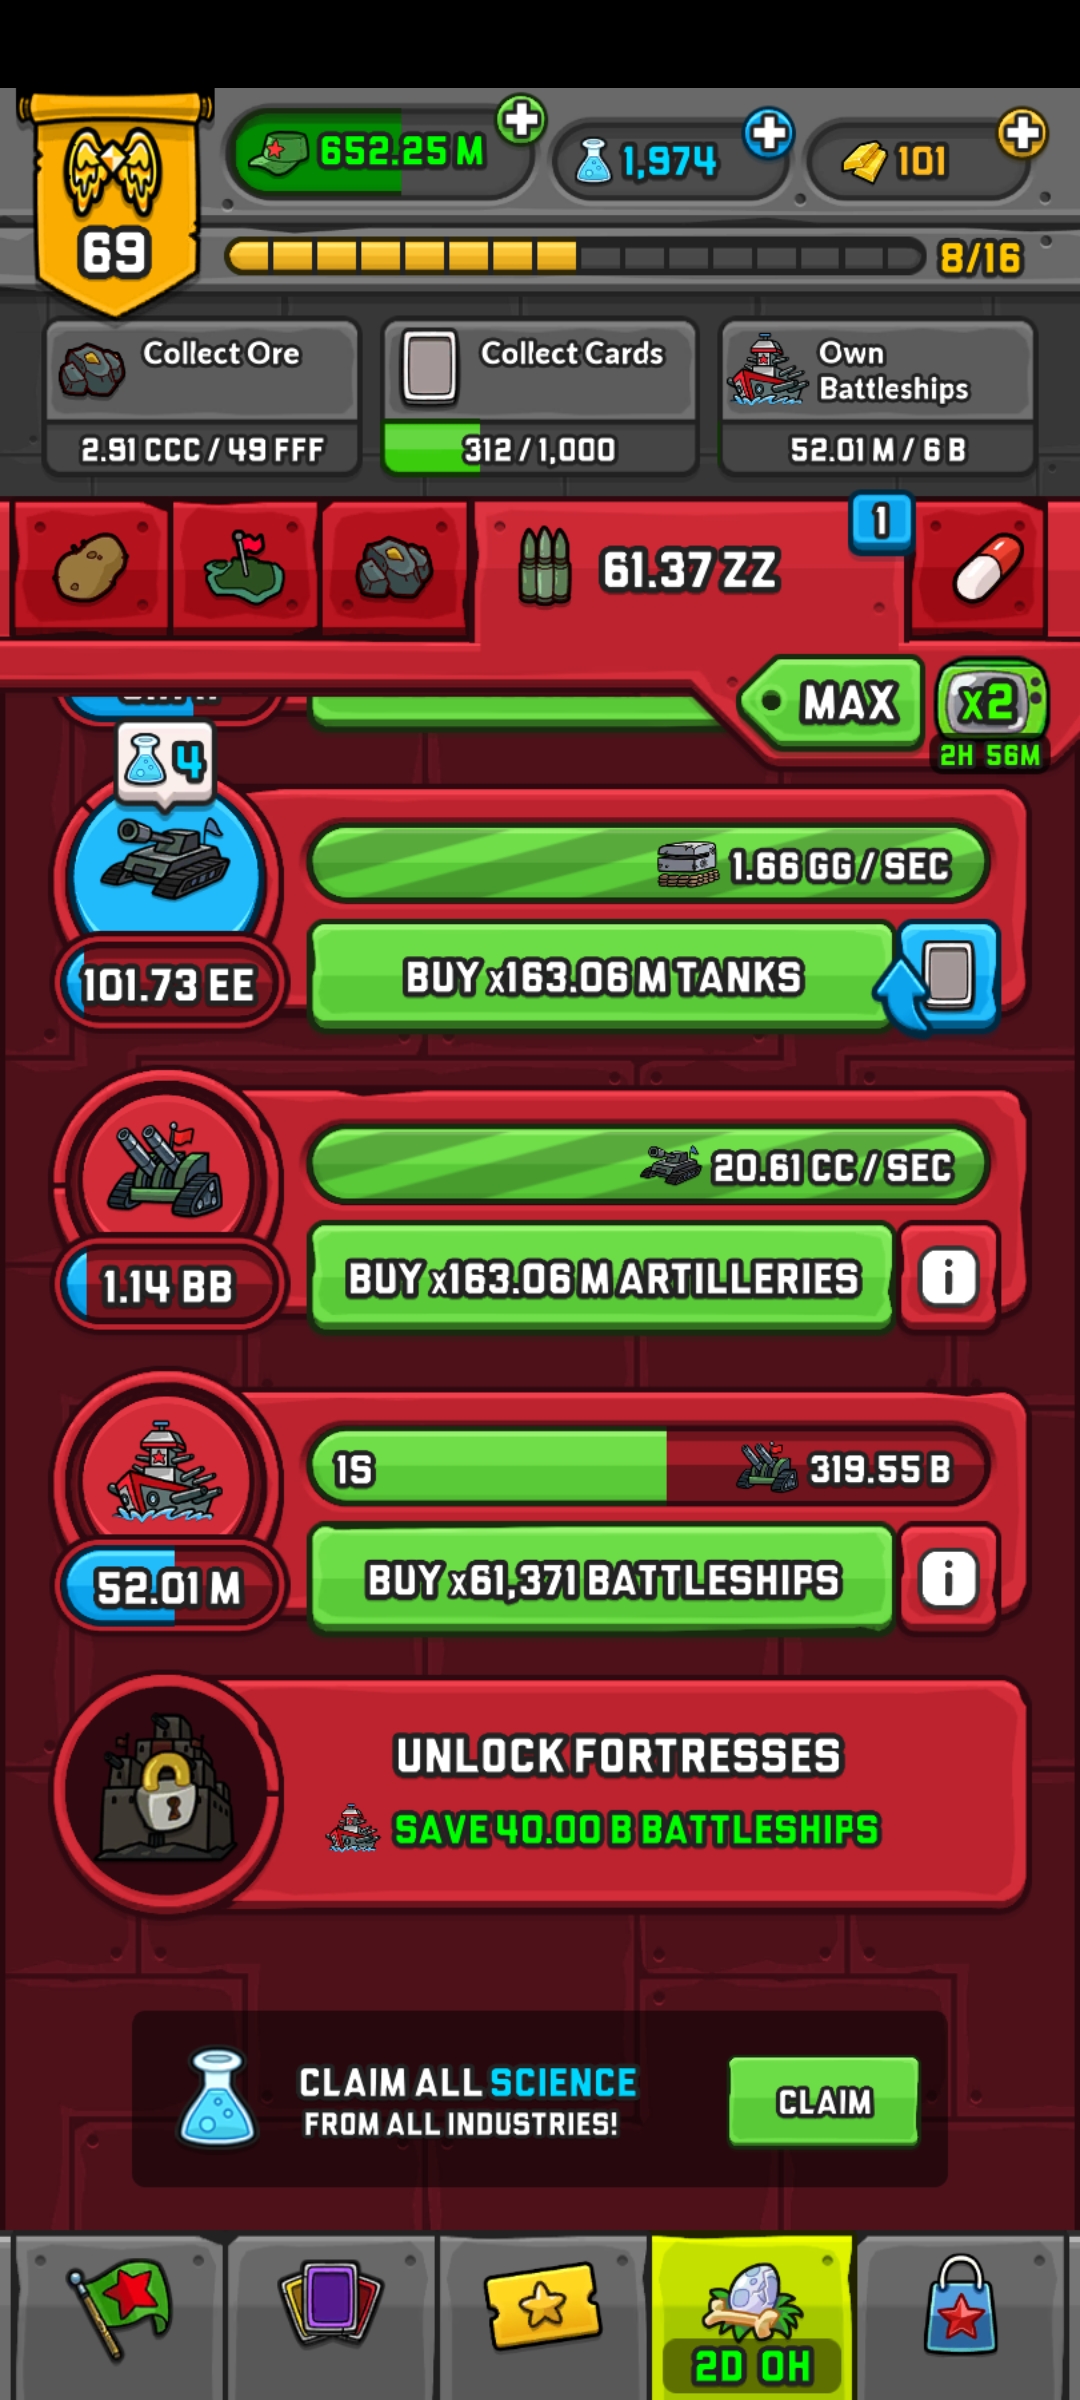 652.25 M
1,974
101
69
8/16
Collect Ore
2.91 CCC / 49 FFF
Collect Cards
312 / 1,000
Own
Battleships
52.01 M / 6 B
61.37 ZZ
1
MAX
x2
2H 56M
4
1.66 GG / SEC
101.73 EE
BUY x163.06 M TANKS
20.61 CC / SEC
1.14 BB
BUY x163.06 M ARTILLERIES
i
1S
319.55 B
52.01 M
BUY x61,371 BATTLESHIPS
i
UNLOCK FORTRESSES
SAVE 40.00 B BATTLESHIPS
CLAIM ALL SCIENCE
FROM ALL INDUSTRIES!
CLAIM
2D 0H